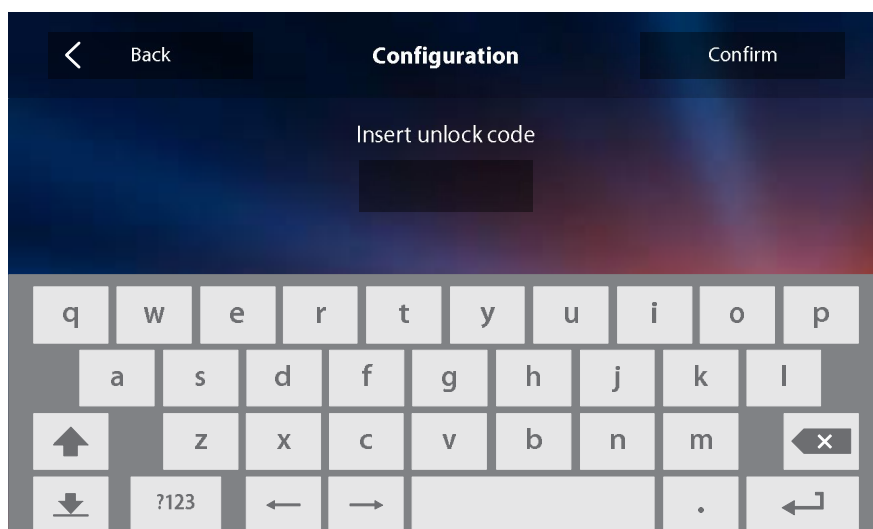 Back Configuration Confirm
Insert unlock code
q w e r t y u i o p
a s d f g h j k l
z x c v b n m
?123 .